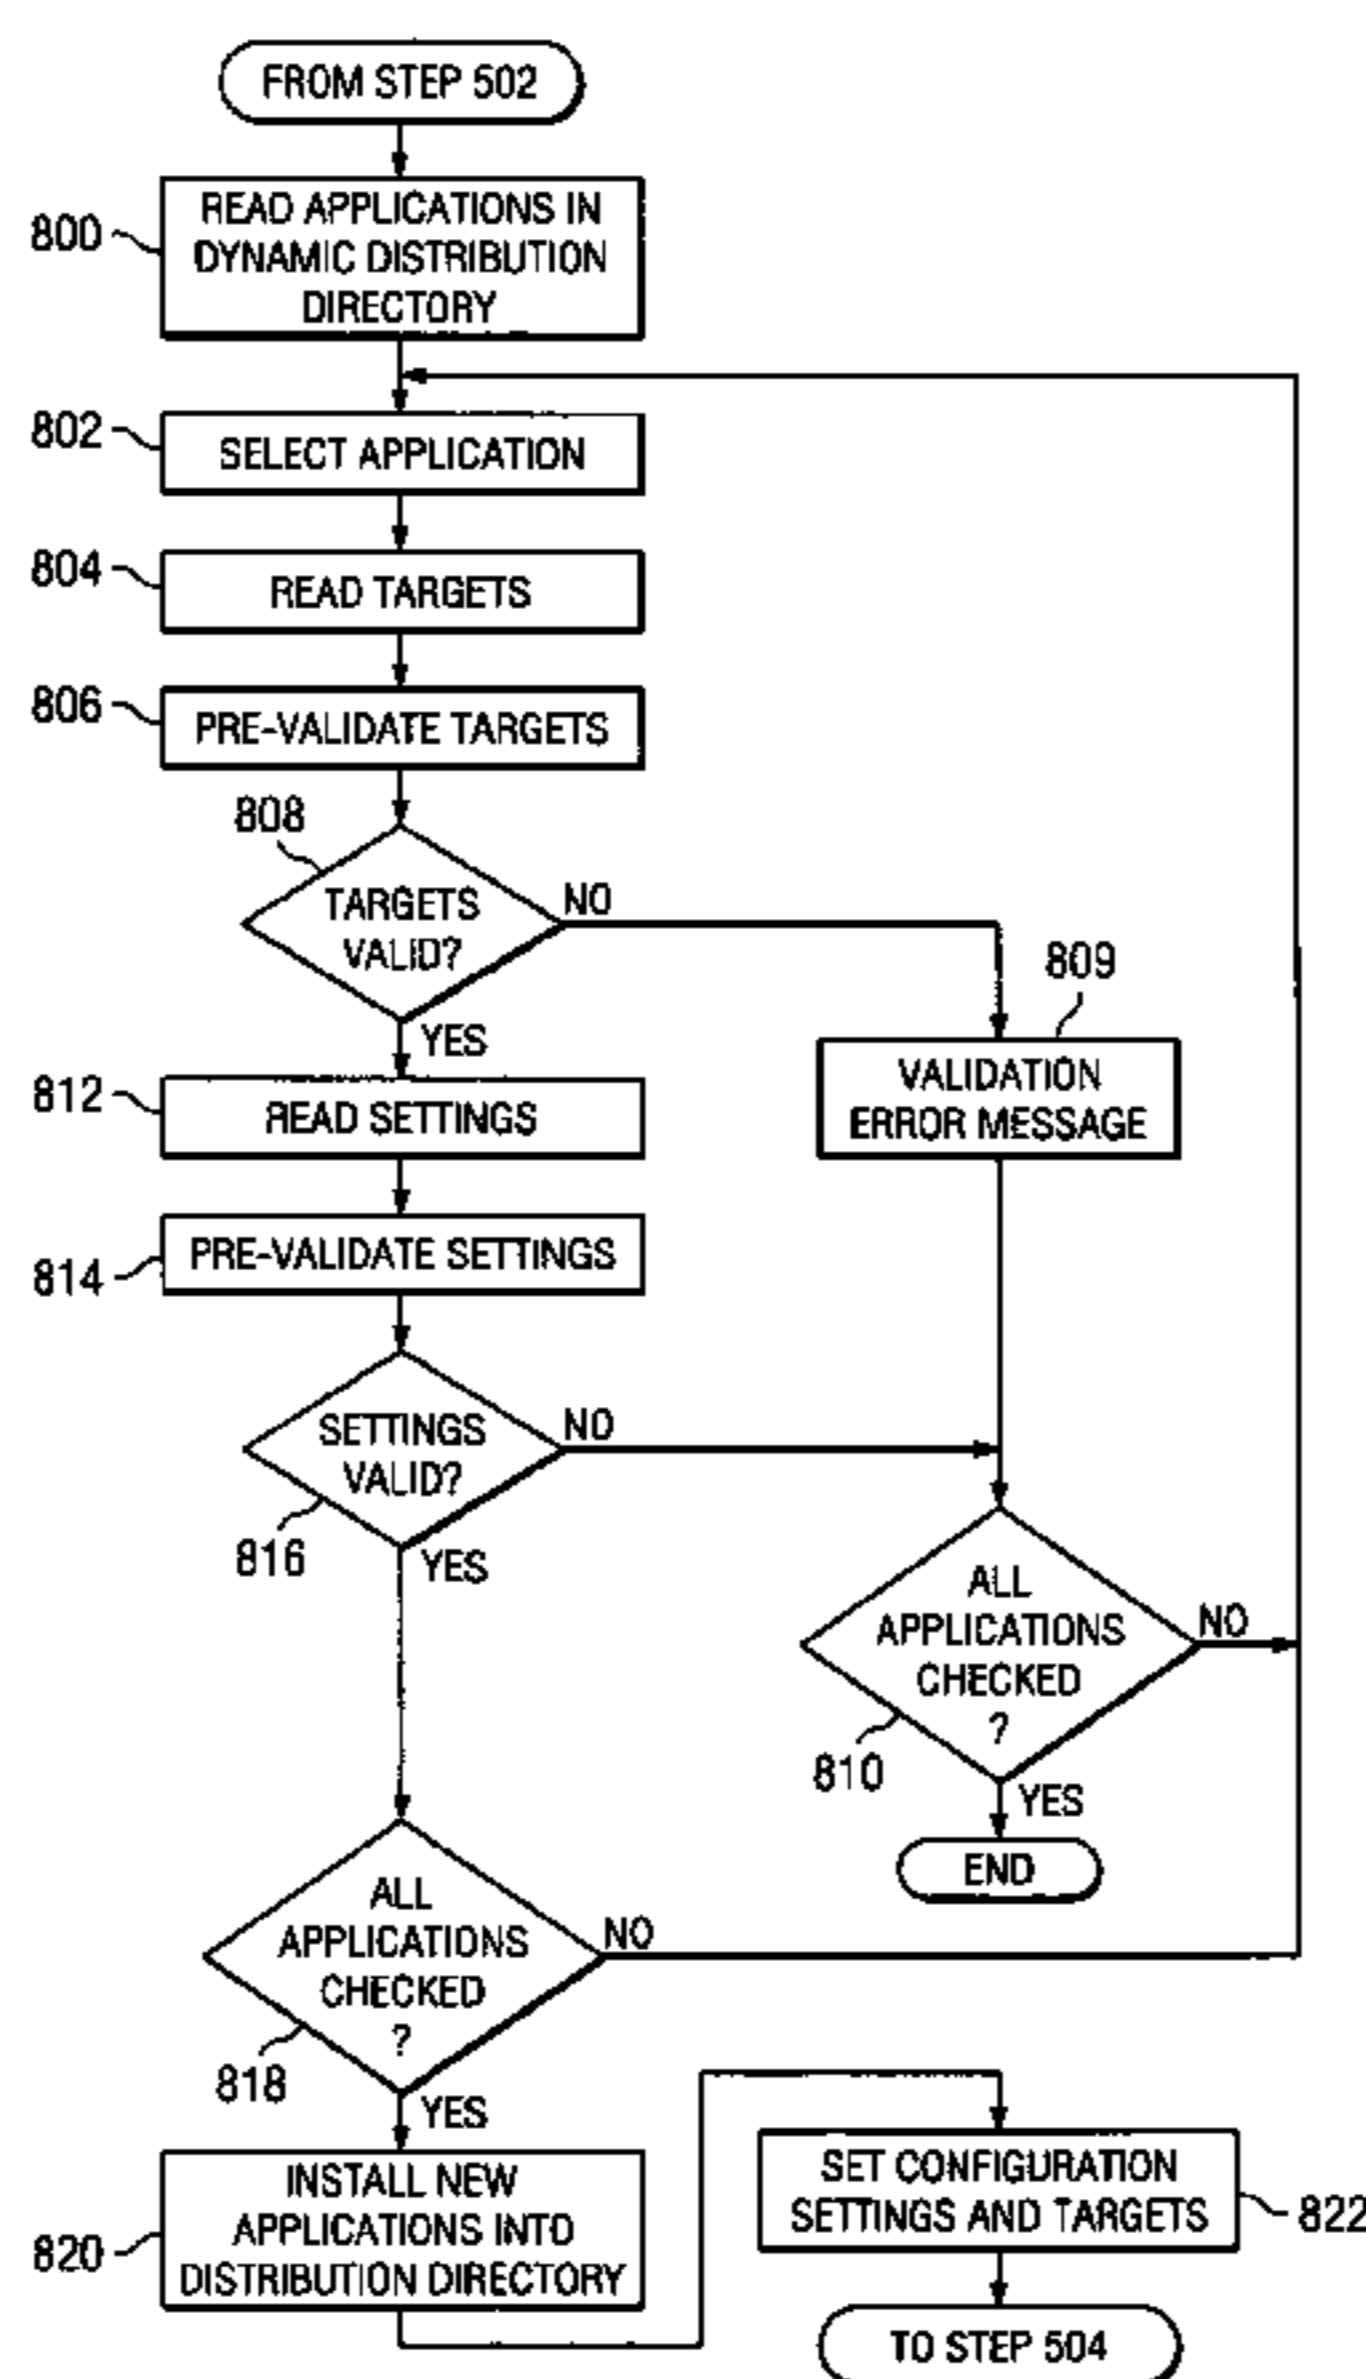 FROM STEP 502
800
READ APPLICATIONS IN
DYNAMIC DISTRIBUTION
DIRECTORY
802
SELECT APPLICATION
804
READ TARGETS
806
PRE-VALIDATE TARGETS
808
TARGETS
VALID?
NO
YES
809
VALIDATION
ERROR MESSAGE
812
READ SETTINGS
814
PRE-VALIDATE SETTINGS
SETTINGS
VALID?
NO
816
YES
ALL
APPLICATIONS
CHECKED
?
NO
810
YES
END
ALL
APPLICATIONS
CHECKED
?
NO
818
YES
820
INSTALL NEW
APPLICATIONS INTO
DISTRIBUTION DIRECTORY
SET CONFIGURATION
SETTINGS AND TARGETS
822
TO STEP 504